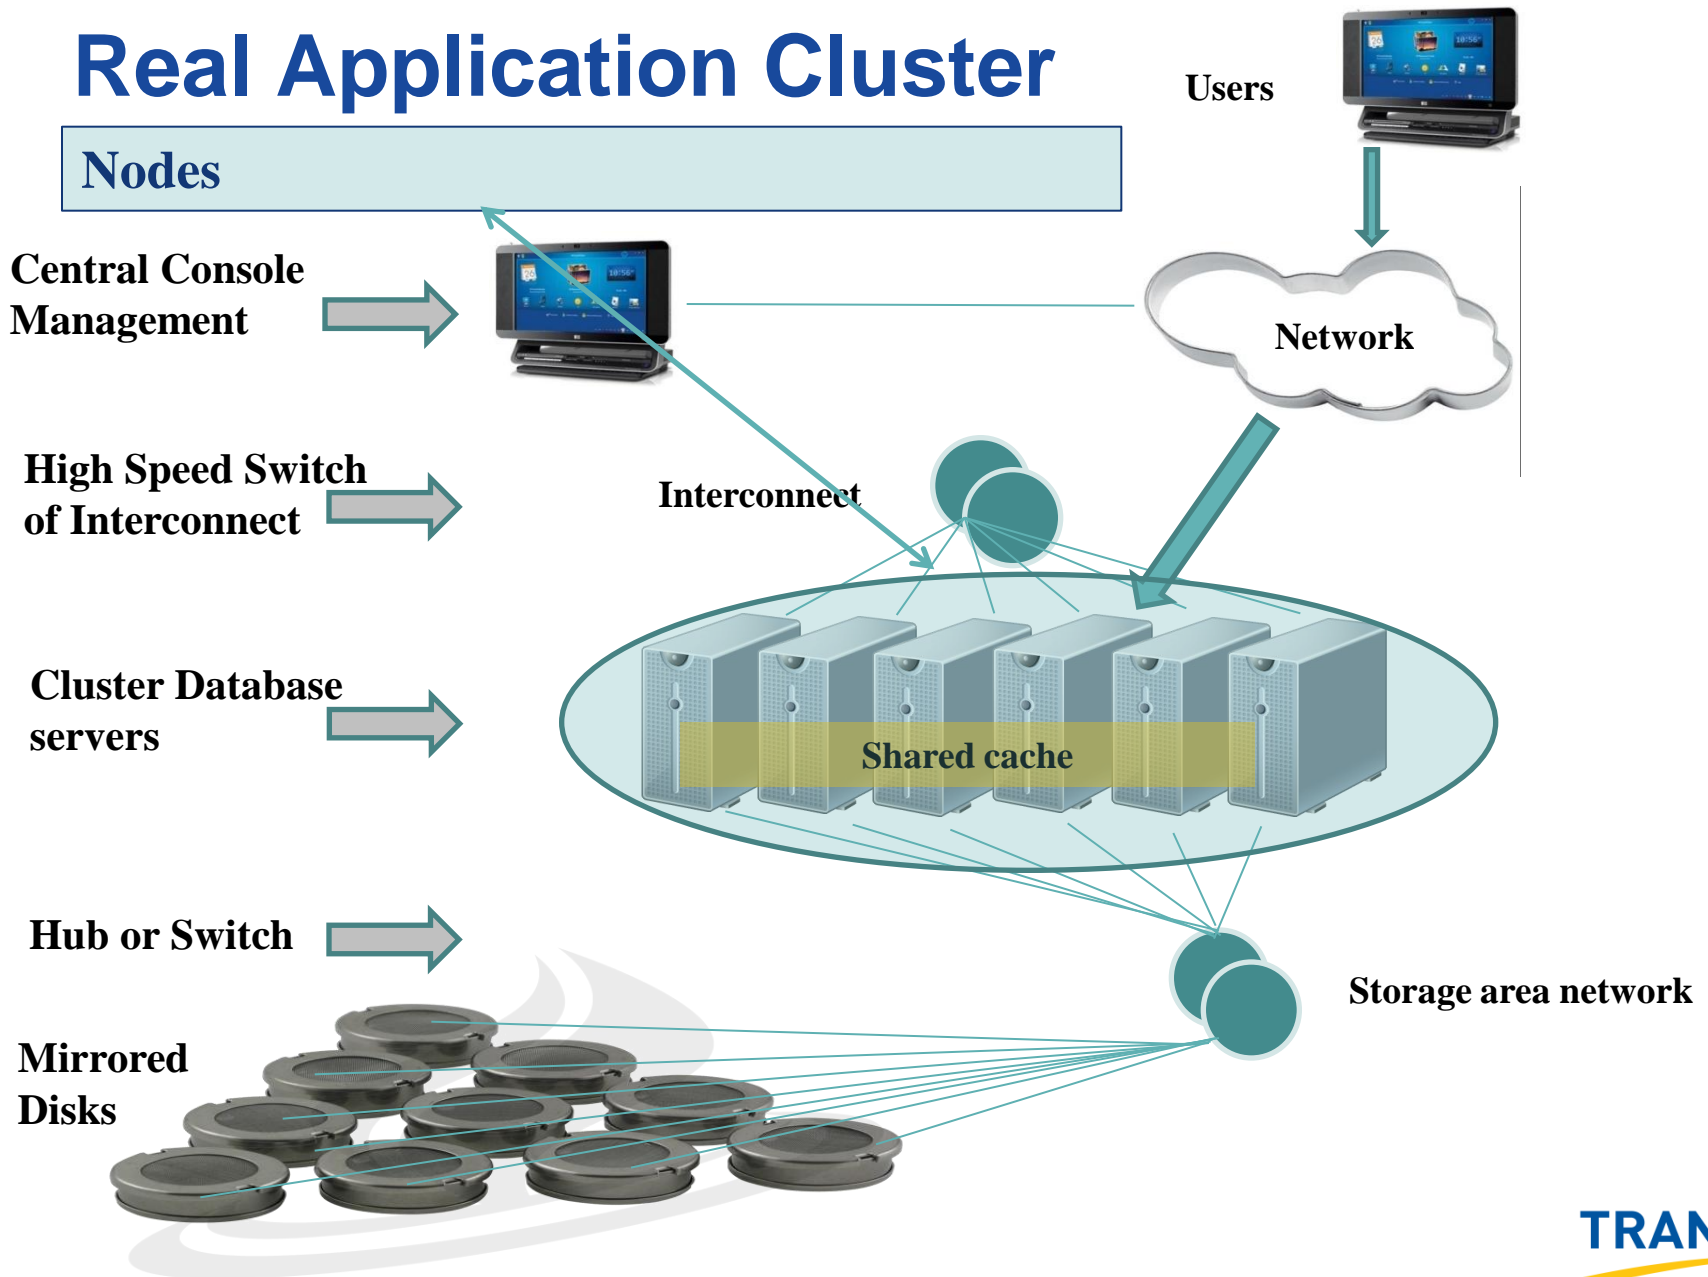 Real Application Cluster
Users
Nodes
Central Console
Management
Network
High Speed Switch
of Interconnect
Interconnect
Cluster Database
servers
Shared cache
Hub or Switch
Storage area network
Mirrored
Disks